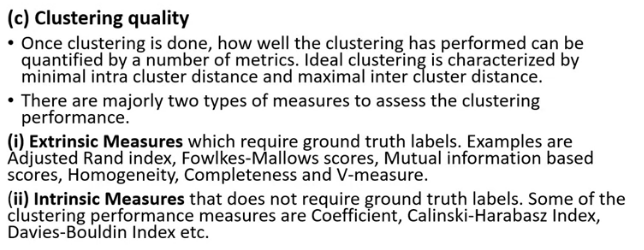 (c) Clustering quality
• Once clustering is done, how well the clustering has performed can be
quantified by a number of metrics. Ideal clustering is characterized by
minimal intra cluster distance and maximal inter cluster distance.
• There are majorly two types of measures to assess the clustering
performance.
(i) Extrinsic Measures which require ground truth labels. Examples are
Adjusted Rand index, Fowlkes-Mallows scores, Mutual information based
scores, Homogeneity, Completeness and V-measure.
(ii) Intrinsic Measures that does not require ground truth labels. Some of the
clustering performance measures are Coefficient, Calinski-Harabasz Index,
Davies-Bouldin Index etc.